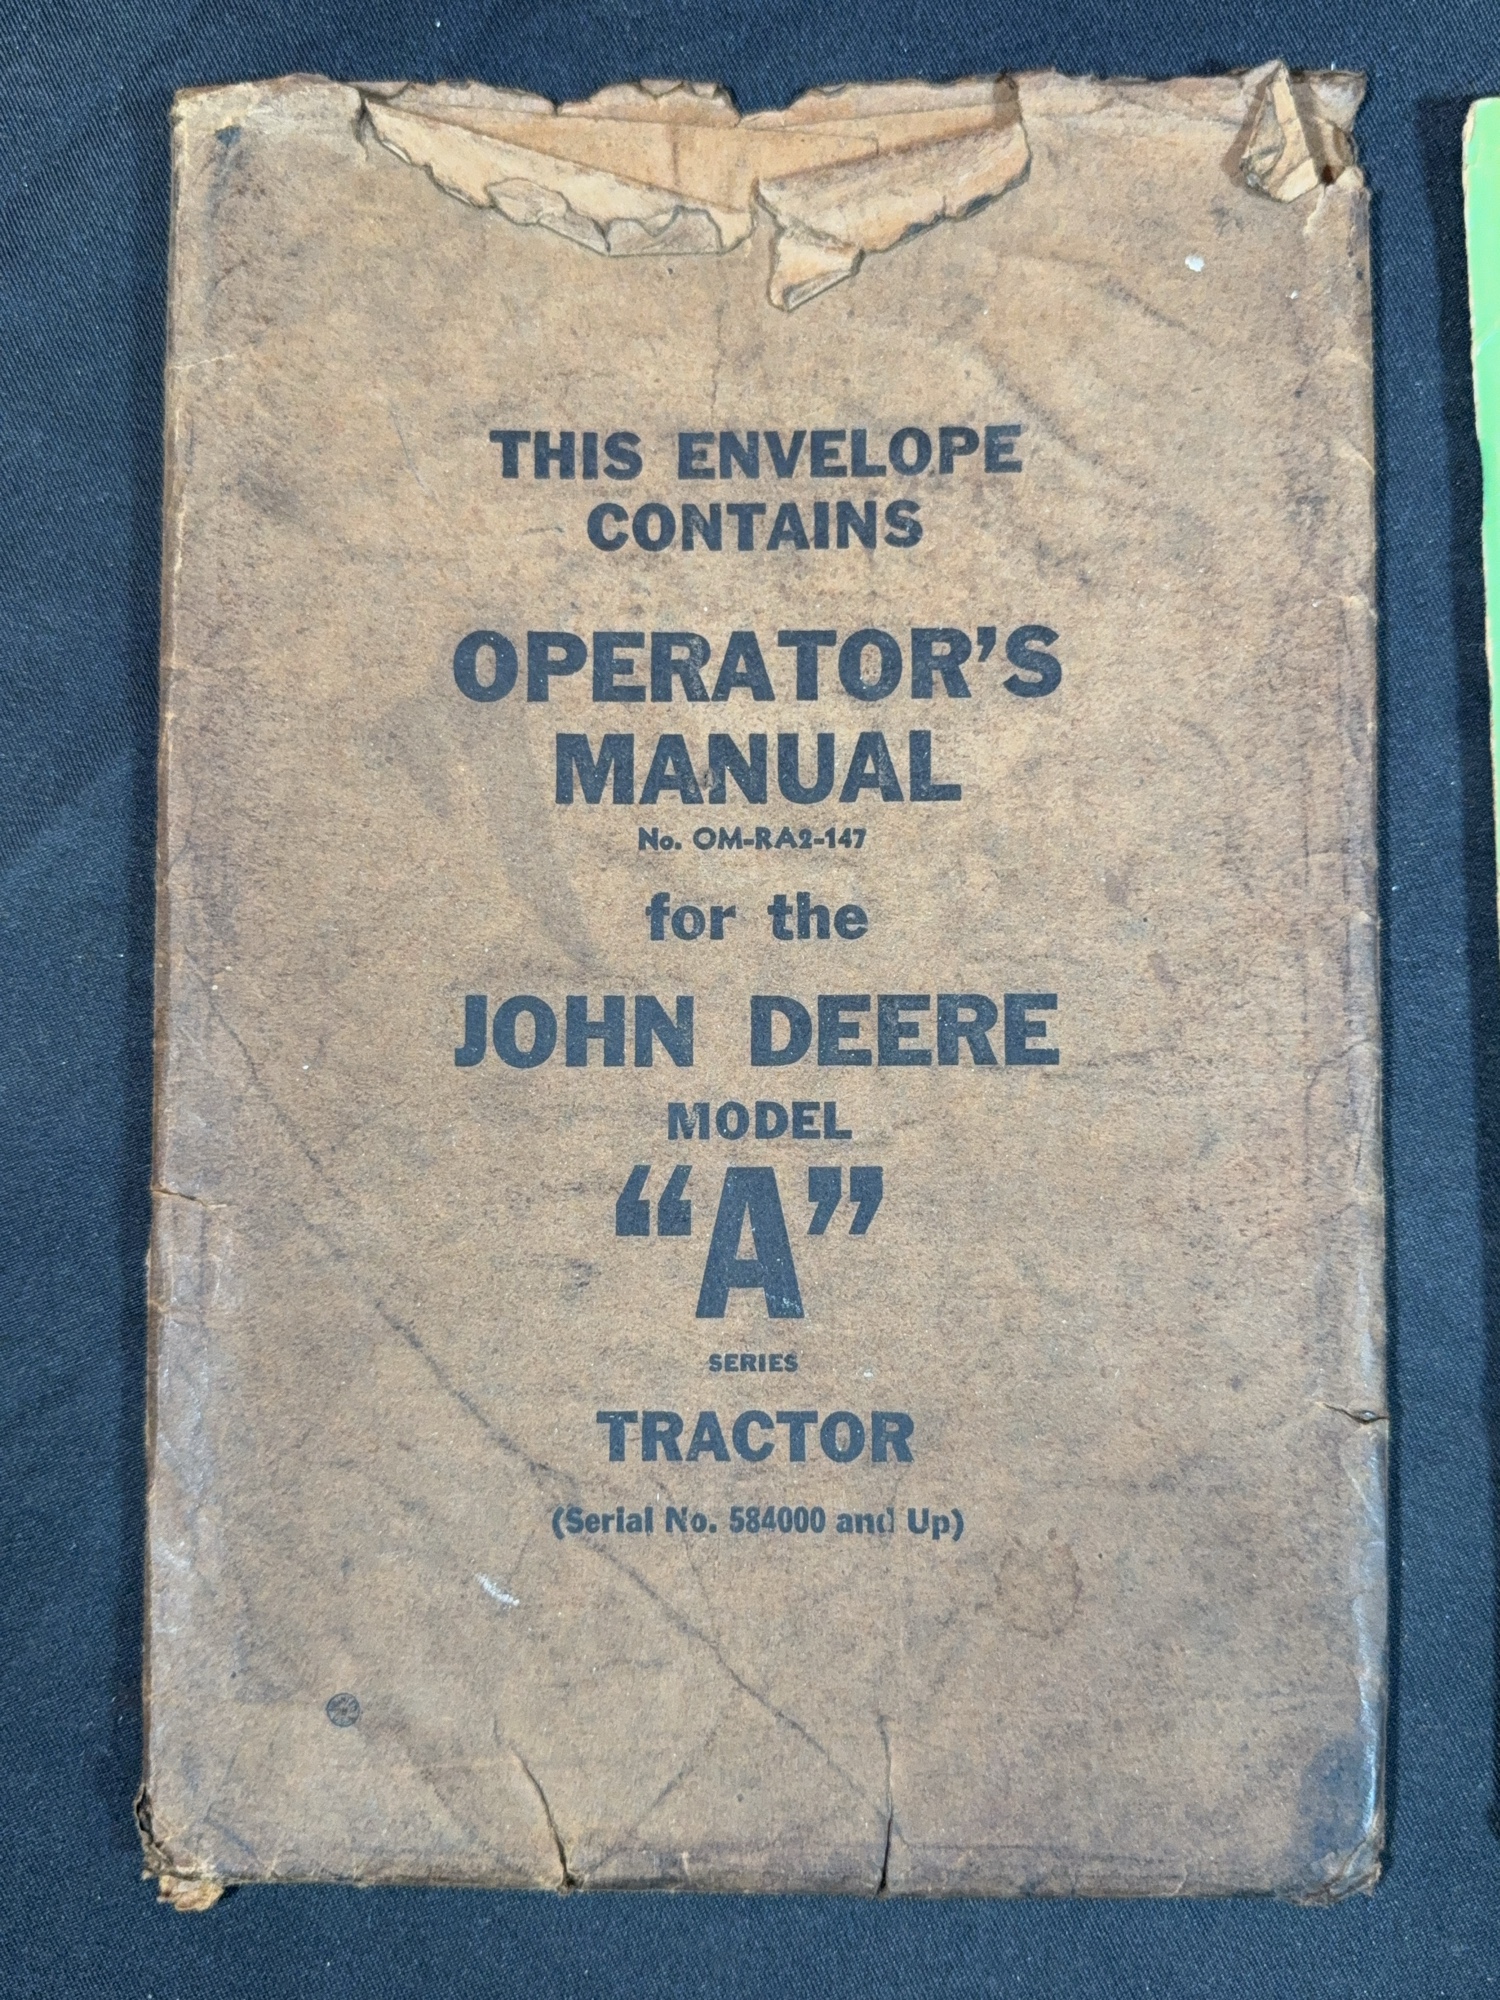 THIS ENVELOPE
CONTAINS
OPERATOR'S
MANUAL
No. OM-RA2-147
for the
JOHN DEERE
MODEL
“A”
SERIES
TRACTOR
(Serial No. 584000 and Up)